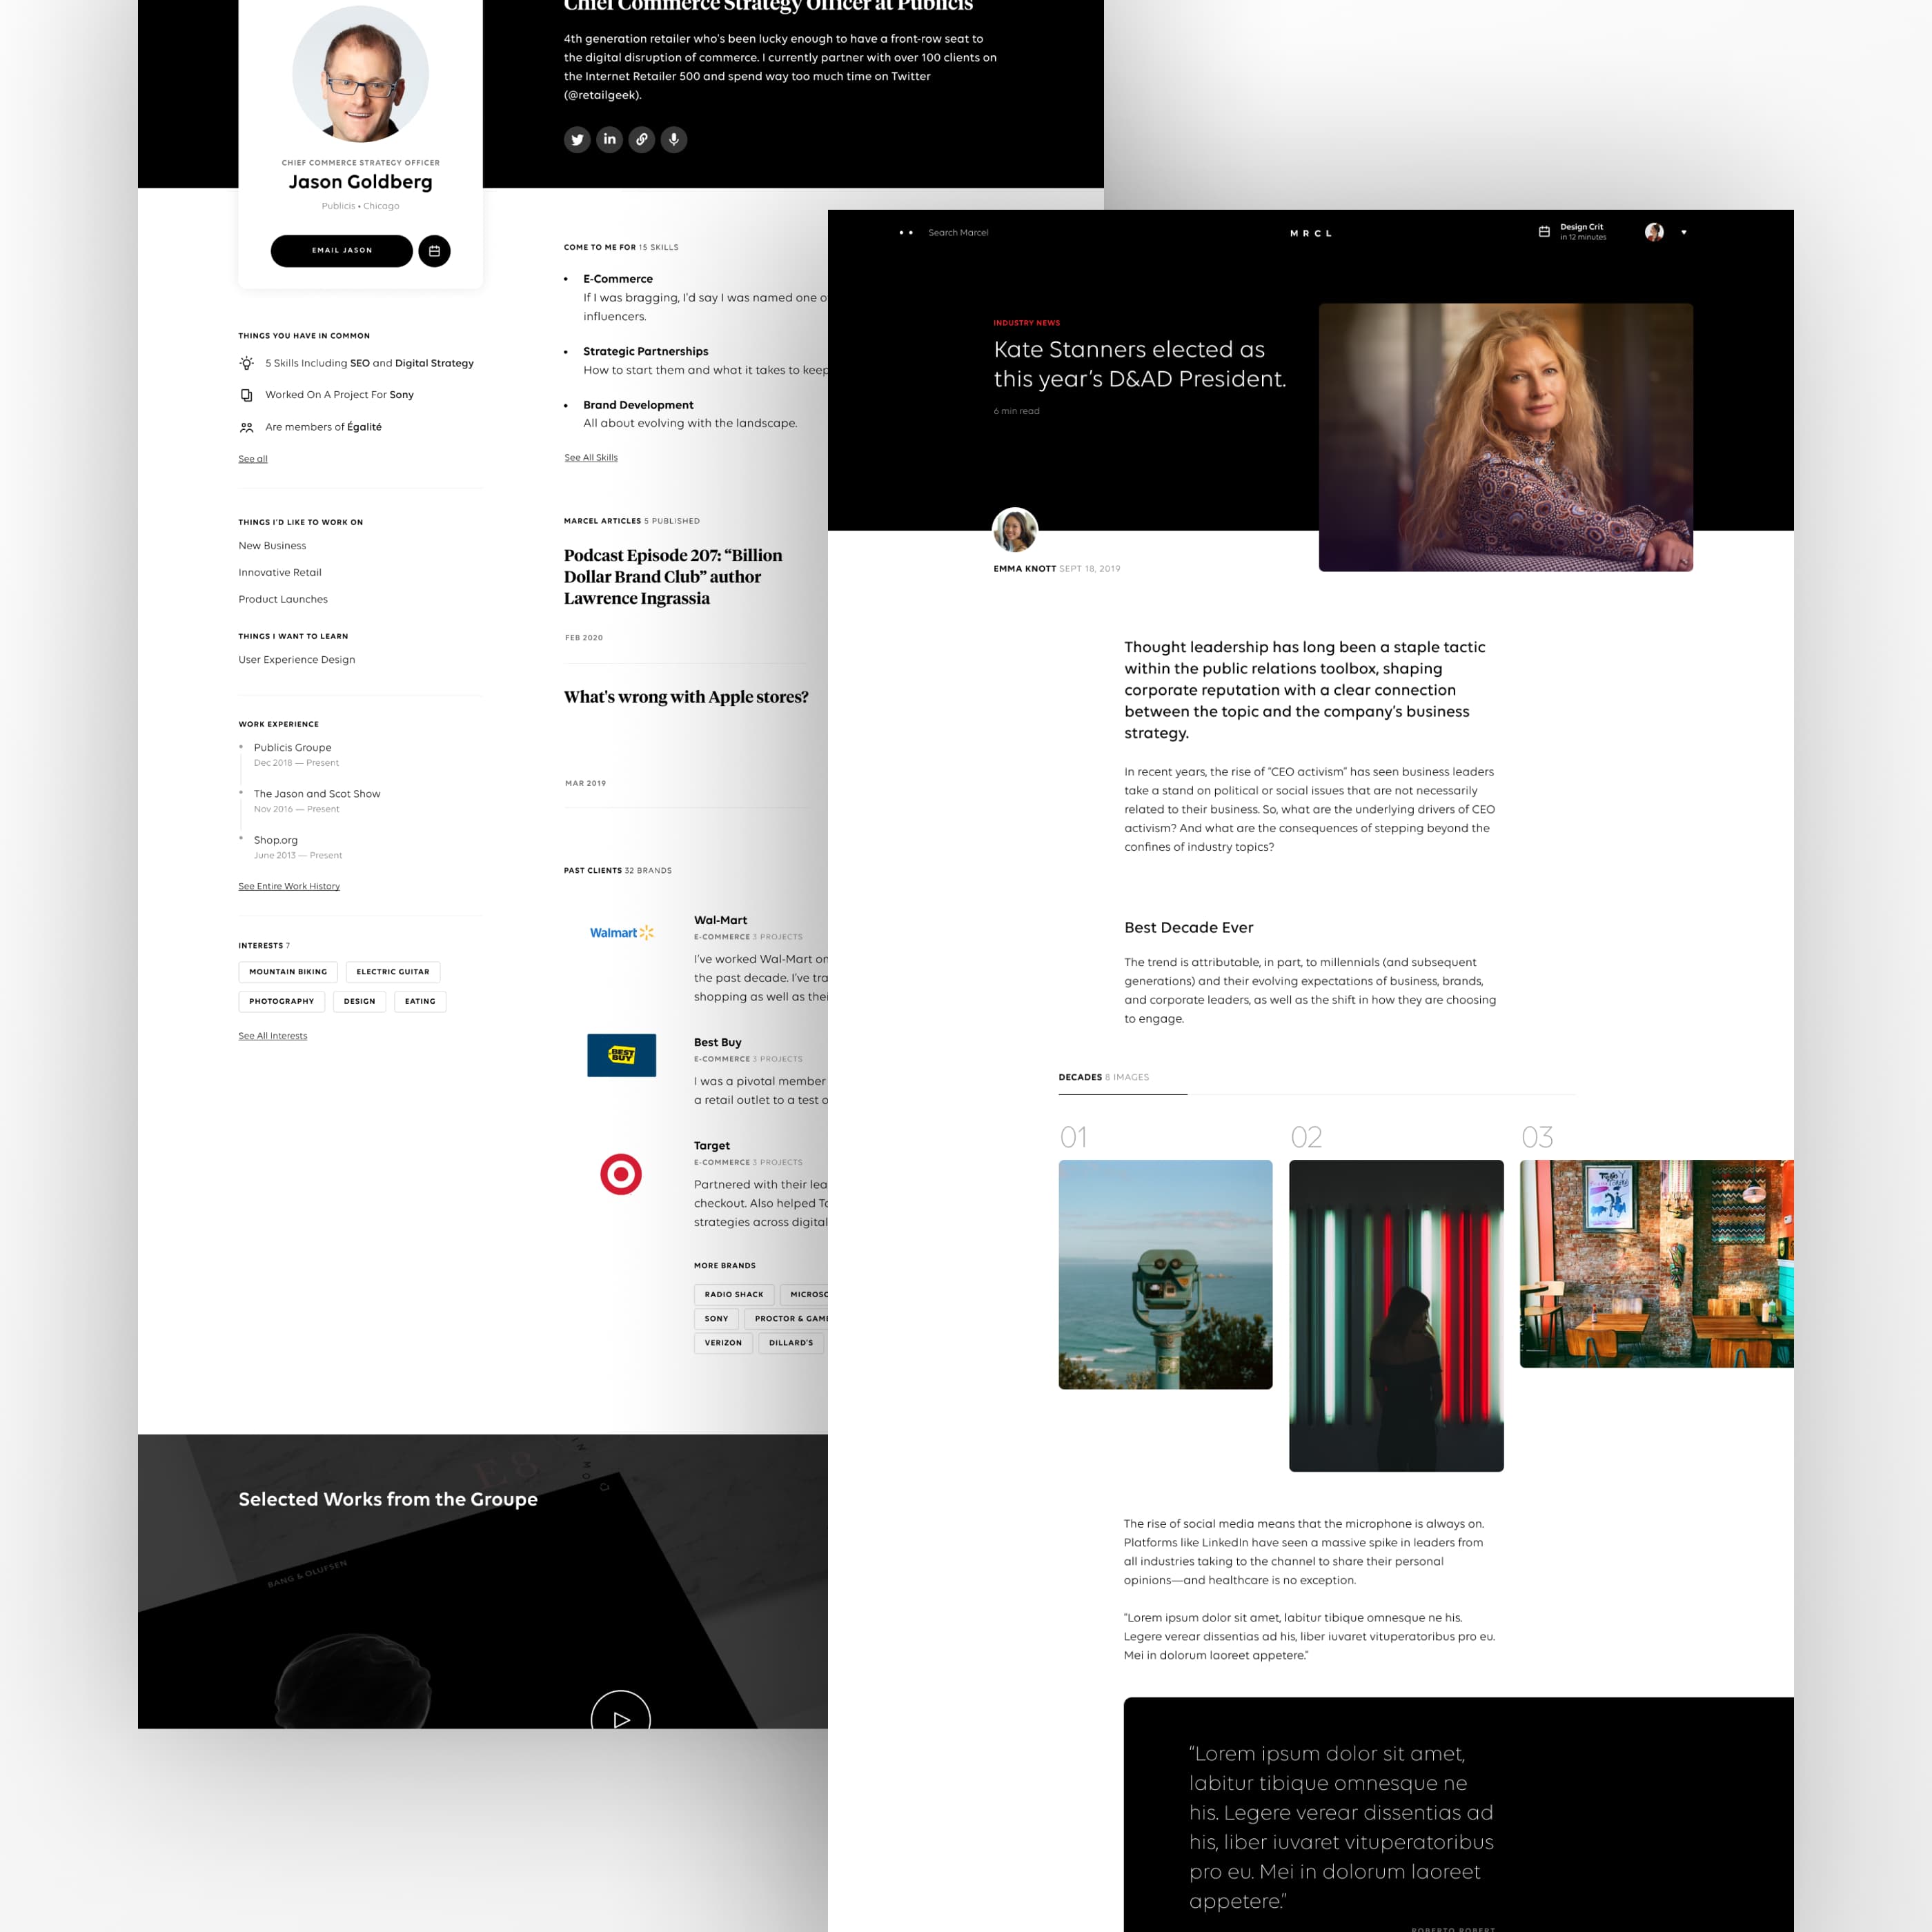 Chief Commerce Strategy Officer at Publicis
4th generation retailer who's been lucky enough to have a front-row seat to
the digital disruption of commerce. I currently partner with over 100 clients on
the Internet Retailer 500 and spend way too much time on Twitter
(@retailgeek).
in
CHIEF COMMERCE STRATEGY OFFICER
Jason Goldberg
Publicis • Chicago
EMAIL JASON
THINGS YOU HAVE IN COMMON
5 Skills Including SEO and Digital Strategy
Worked On A Project For Sony
Are members of Égalité
See all
THINGS I'D LIKE TO WORK ON
New Business
Innovative Retail
Product Launches
THINGS I WANT TO LEARN
User Experience Design
WORK EXPERIENCE
Publicis Groupe
Dec 2018 — Present
The Jason and Scot Show
Nov 2016 — Present
Shop.org
June 2013 — Present
See Entire Work History
INTERESTS 7
MOUNTAIN BIKING
ELECTRIC GUITAR
PHOTOGRAPHY
DESIGN
EATING
See All Interests
COME TO ME FOR 15 SKILLS
• E-Commerce
If I was bragging, I'd say I was named one o
influencers.
• Strategic Partnerships
How to start them and what it takes to keep
• Brand Development
All about evolving with the landscape.
See All Skills
MARCEL ARTICLES 5 PUBLISHED
Podcast Episode 207: “Billion
Dollar Brand Club” author
Lawrence Ingrassia
FEB 2020
What's wrong with Apple stores?
MAR 2019
PAST CLIENTS 32 BRANDS
Walmart
Wal-Mart
E-COMMERCE 3 PROJECTS
I've worked Wal-Mart on
the past decade. I've tra
shopping as well as thei
BEST
BUY
Best Buy
E-COMMERCE 3 PROJECTS
I was a pivotal member
a retail outlet to a test o
Target
E-COMMERCE 3 PROJECTS
Partnered with their lea
checkout. Also helped Ta
strategies across digital
MORE BRANDS
RADIO SHACK
MICROSO
SONY
PROCTOR & GAMB
VERIZON
DILLARD'S
Selected Works from the Groupe
E8
BANG & OLUFSEN
Search Marcel
MRCL
Design Crit
in 12 minutes
INDUSTRY NEWS
Kate Stanners elected as
this year's D&AD President.
6 min read
EMMA KNOTT SEPT 18, 2019
Thought leadership has long been a staple tactic
within the public relations toolbox, shaping
corporate reputation with a clear connection
between the topic and the company's business
strategy.
In recent years, the rise of "CEO activism" has seen business leaders
take a stand on political or social issues that are not necessarily
related to their business. So, what are the underlying drivers of CEO
activism? And what are the consequences of stepping beyond the
confines of industry topics?
Best Decade Ever
The trend is attributable, in part, to millennials (and subsequent
generations) and their evolving expectations of business, brands,
and corporate leaders, as well as the shift in how they are choosing
to engage.
DECADES 8 IMAGES
01
02
03
The rise of social media means that the microphone is always on.
Platforms like LinkedIn have seen a massive spike in leaders from
all industries taking to the channel to share their personal
opinions—and healthcare is no exception.
"Lorem ipsum dolor sit amet, labitur tibique omnesque ne his.
Legere verear dissentias ad his, liber iuvaret vituperatoribus pro eu.
Mei in dolorum laoreet appetere."
“Lorem ipsum dolor sit amet,
labitur tibique omnesque ne
his. Legere verear dissentias ad
his, liber iuvaret vituperatoribus
pro eu. Mei in dolorum laoreet
appetere.”
ROBERTO ROBERT